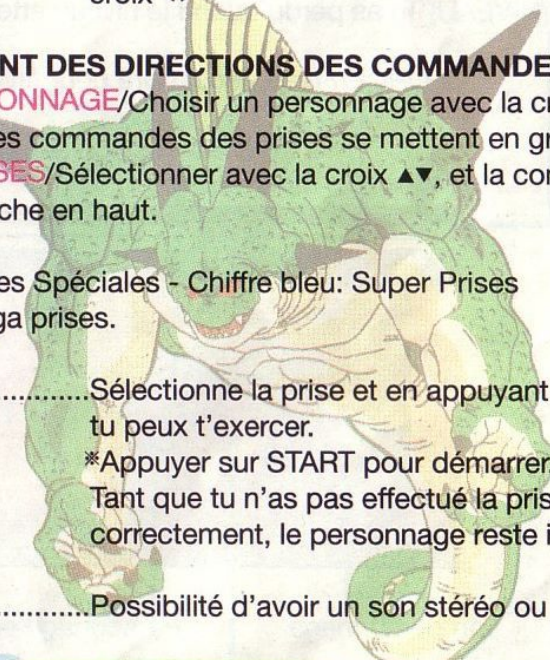 croix
NT DES DIRECTIONS DES COMMANDE
ONNAGE/Choisir un personnage avec la c
es commandes des prises se mettent en g
SES/Sélectionner avec la croix ▲▼, et la co
che en haut.
es Spéciales - Chiffre bleu: Super Prises
ga prises.
............Sélectionne la prise et en appuyant
tu peux t'exercer.
※Appuyer sur START pour démarrer.
Tant que tu n'as pas effectué la pris
correctement, le personnage reste i
............Possibilité d'avoir un son stéréo ou